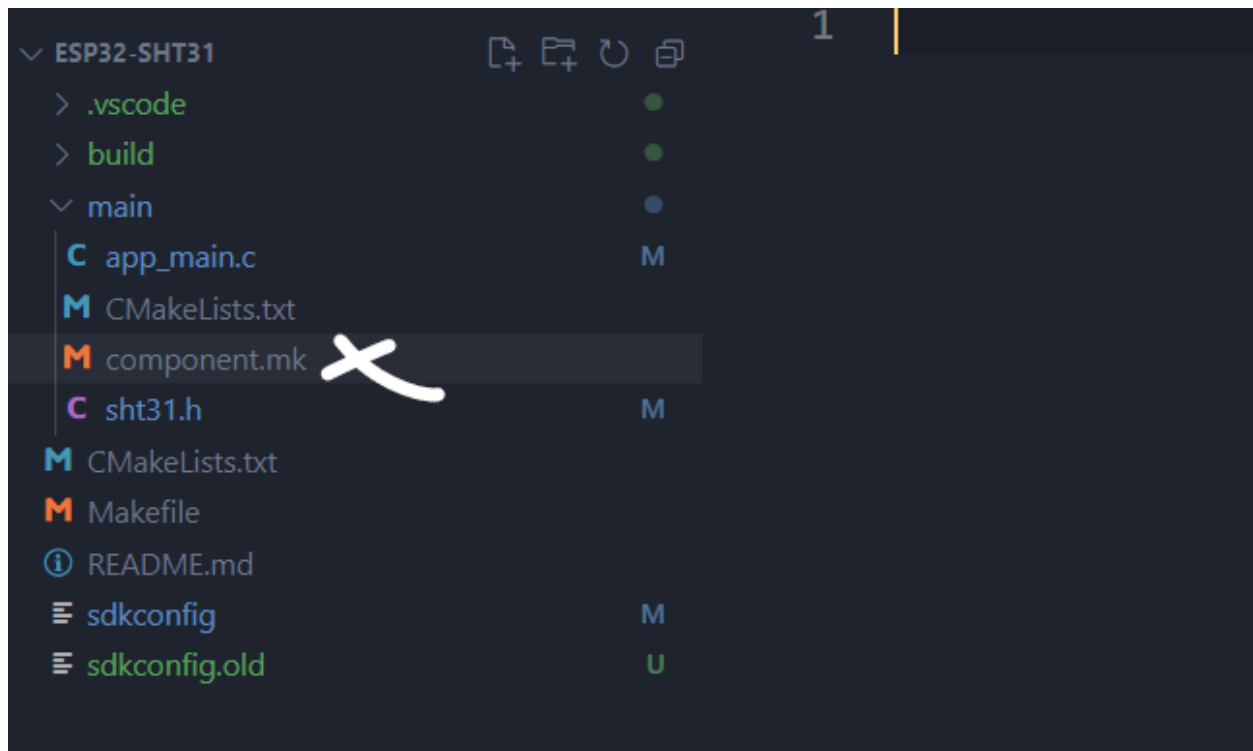 1
ESP32-SHT31
.vscode
build
main
C app_main.c M
M CMakeLists.txt
M component.mk
C sht31.h M
M CMakeLists.txt
M Makefile
README.md
sdkconfig M
sdkconfig.old U